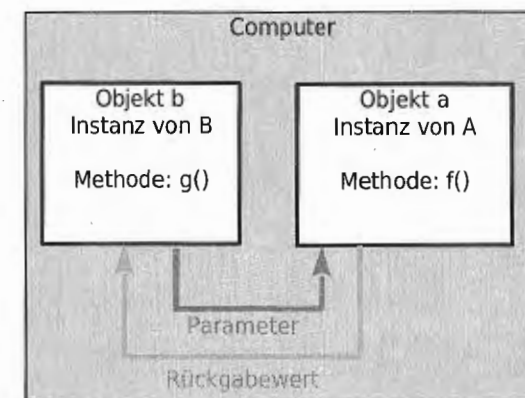 Computer
Objekt b
Instanz von B
Methode: g()
Objekt a
Instanz von A
Methode: f()
Parameter
Rückgabewert